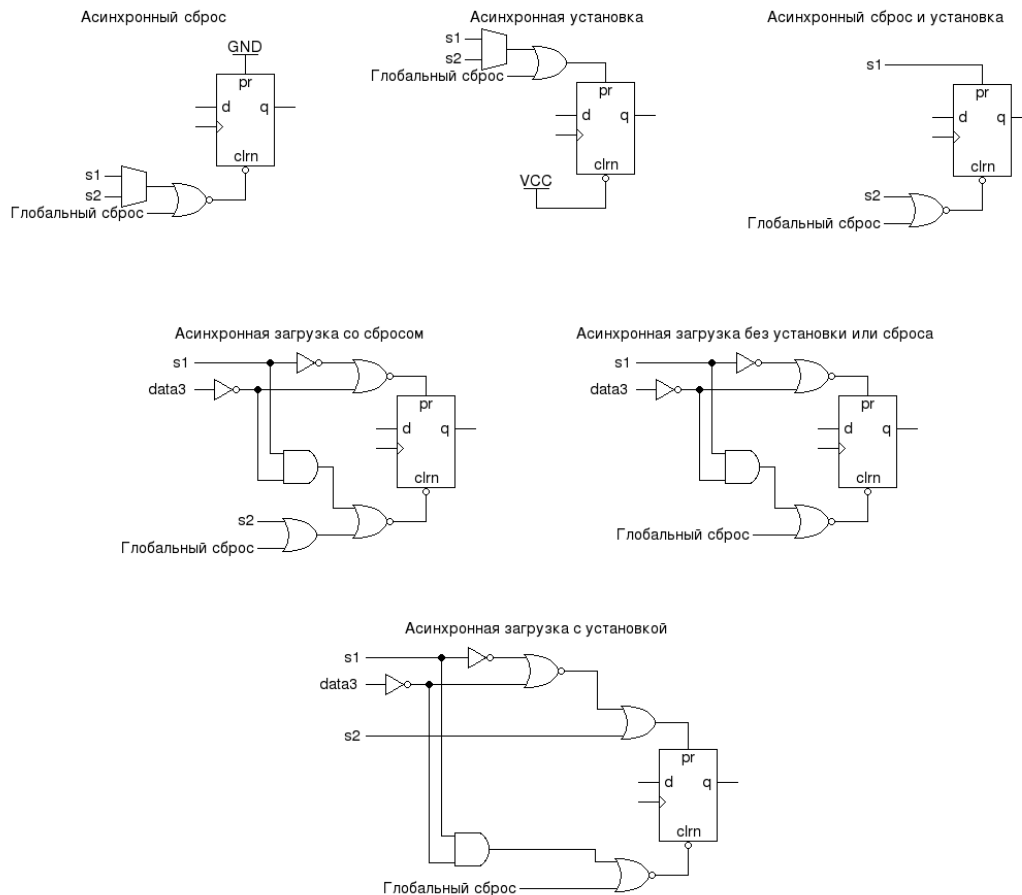 Асинхронный сброс
GND
pr
d q
clrn
s1
s2
Глобальный сброс
Асинхронная установка
s1
s2
Глобальный сброс
pr
d q
clrn
VCC
Асинхронный сброс и установка
s1
pr
d q
clrn
s2
Глобальный сброс
Асинхронная загрузка со сбросом
s1
data3
pr
d q
clrn
s2
Глобальный сброс
Асинхронная загрузка без установки или сброса
s1
data3
pr
d q
clrn
Глобальный сброс
Асинхронная загрузка с установкой
s1
data3
s2
pr
d q
clrn
Глобальный сброс